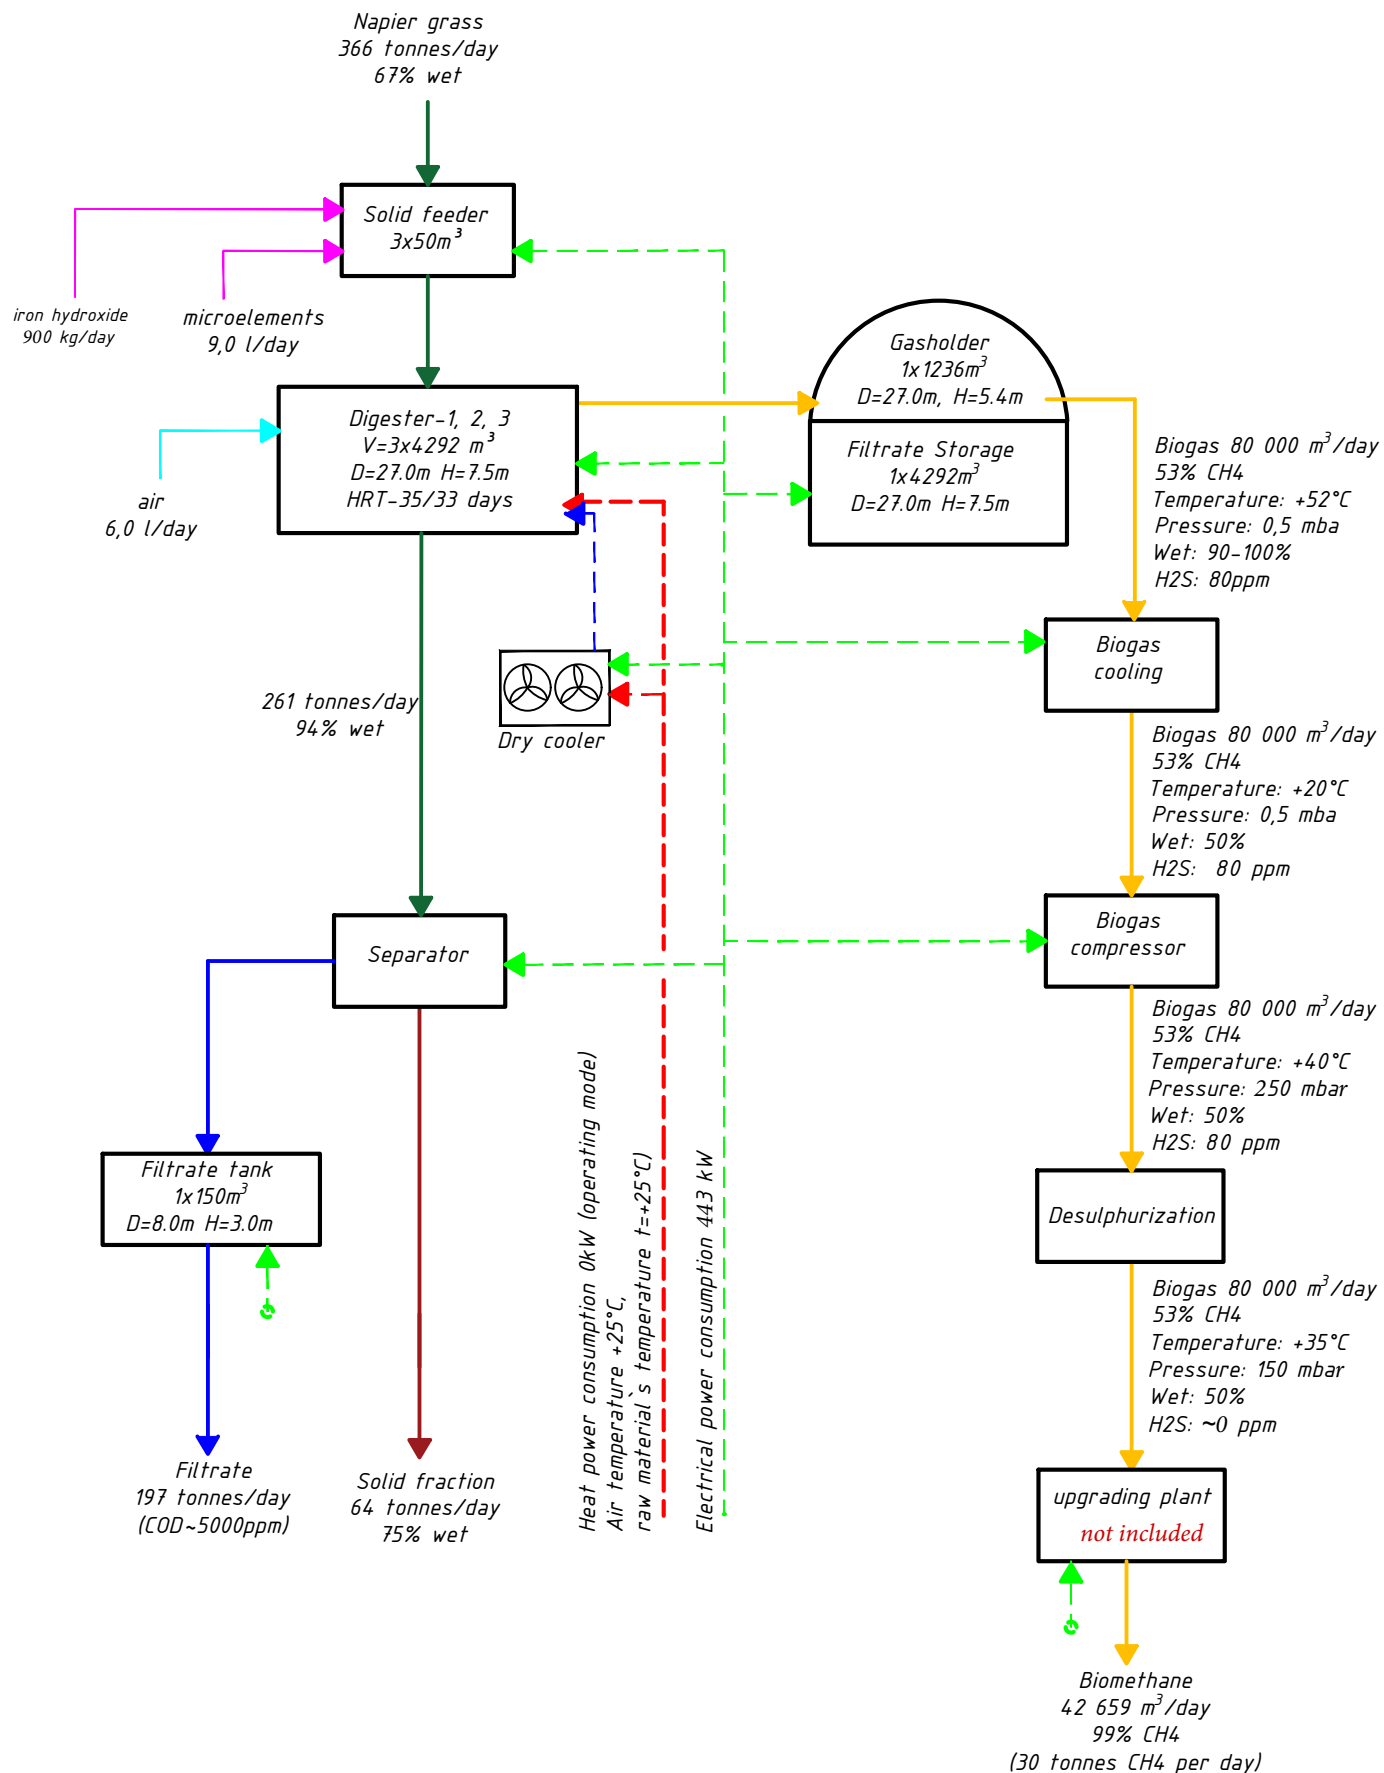 Napier grass
366 tonnes/day
67% wet
Solid feeder
3x50m³
iron hydroxide
900 kg/day
microelements
9,0 l/day
Digester-1, 2, 3
V=3x4292 m³
D=27.0m H=7.5m
HRT-35/33 days
air
6,0 l/day
Gasholder
1x1236m³
D=27.0m, H=5.4m
Filtrate Storage
1x4292m³
D=27.0m H=7.5m
Biogas 80 000 m³/day
53% CH4
Temperature: +52°C
Pressure: 0,5 mba
Wet: 90-100%
H2S: 80ppm
Biogas
cooling
261 tonnes/day
94% wet
Dry cooler
Biogas 80 000 m³/day
53% CH4
Temperature: +20°C
Pressure: 0,5 mba
Wet: 50%
H2S: 80 ppm
Separator
Biogas
compressor
Biogas 80 000 m³/day
53% CH4
Temperature: +40°C
Pressure: 250 mbar
Wet: 50%
H2S: 80 ppm
Filtrate tank
1x150m³
D=8.0m H=3.0m
Heat power consumption 0kW (operating mode)
Air temperature +25°C,
raw material`s temperature t=+25°C)
Electrical power consumption 443 kW
Desulphurization
Biogas 80 000 m³/day
53% CH4
Temperature: +35°C
Pressure: 150 mbar
Wet: 50%
H2S: ~0 ppm
Filtrate
197 tonnes/day
(COD~5000ppm)
Solid fraction
64 tonnes/day
75% wet
upgrading plant
not included
Biomethane
42 659 m³/day
99% CH4
(30 tonnes CH4 per day)